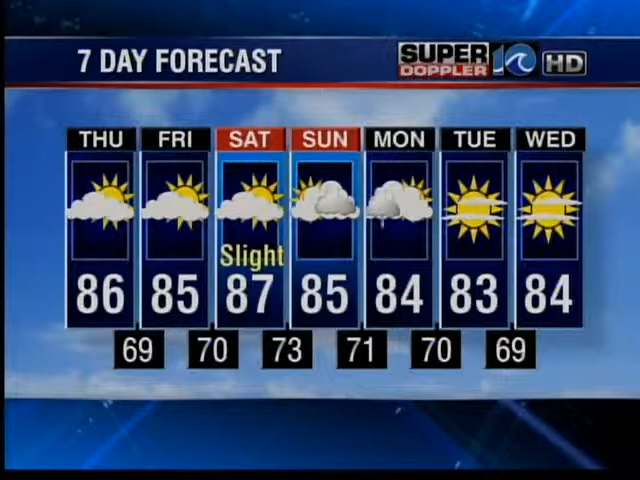 7 DAY FORECAST
SUPER DOPPLER 10 HD
THU FRI SAT SUN MON TUE WED
Slight
86 85 87 85 84 83 84
69 70 73 71 70 69